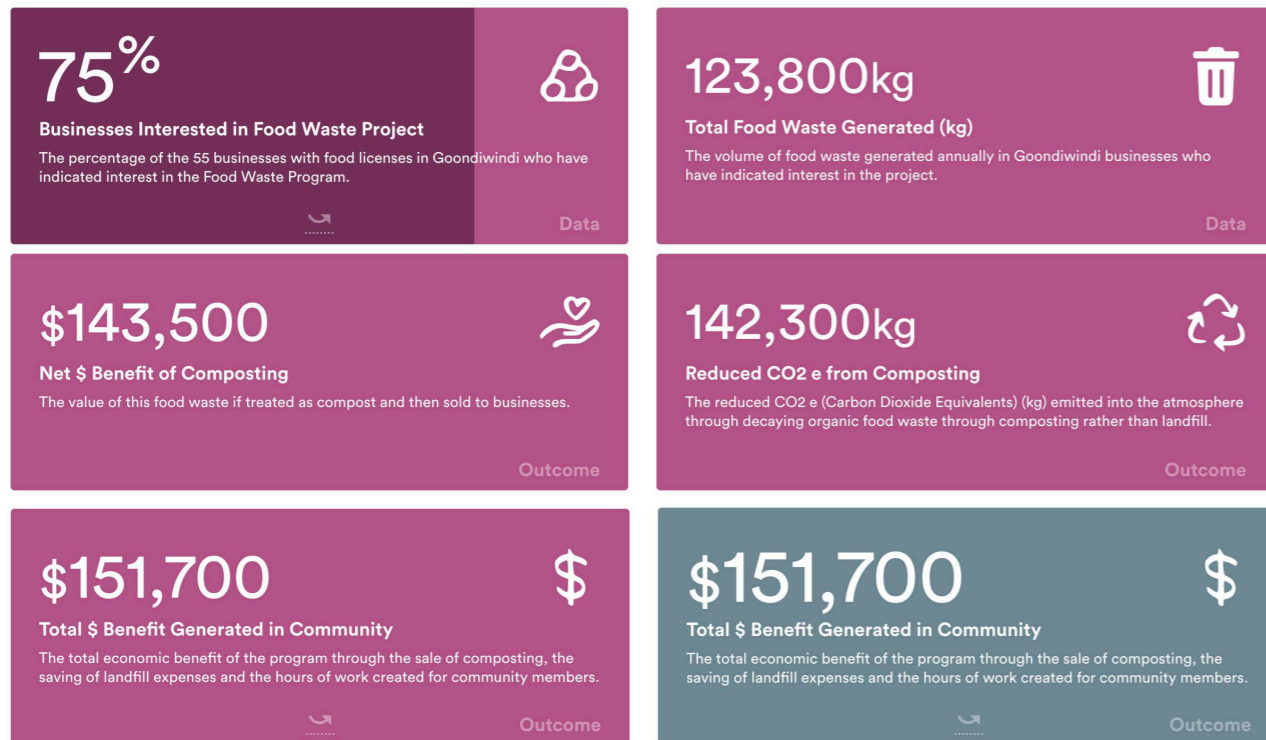 75%
Businesses Interested in Food Waste Project
The percentage of the 55 businesses with food licenses in Goondiwindi who have
indicated interest in the Food Waste Program.
Data
123,800kg
Total Food Waste Generated (kg)
The volume of food waste generated annually in Goondiwindi businesses who
have indicated interest in the project.
Data
$143,500
Net $ Benefit of Composting
The value of this food waste if treated as compost and then sold to businesses.
Outcome
142,300kg
Reduced CO2 e from Composting
The reduced CO2 e (Carbon Dioxide Equivalents) (kg) emitted into the atmosphere
through decaying organic food waste through composting rather than landfill.
Outcome
$151,700
$
Total $ Benefit Generated in Community
The total economic benefit of the program through the sale of composting, the
saving of landfill expenses and the hours of work created for community members.
Outcome
$151,700
$
Total $ Benefit Generated in Community
The total economic benefit of the program through the sale of composting, the
saving of landfill expenses and the hours of work created for community members.
Outcome